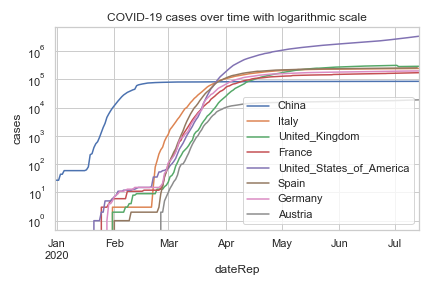 COVID-19 cases over time with logarithmic scale
cases
10⁶
10⁵
10⁴
10³
10²
10¹
10⁰
China
Italy
United_Kingdom
France
United_States_of_America
Spain
Germany
Austria
Jan Feb Mar Apr May Jun Jul
2020
dateRep